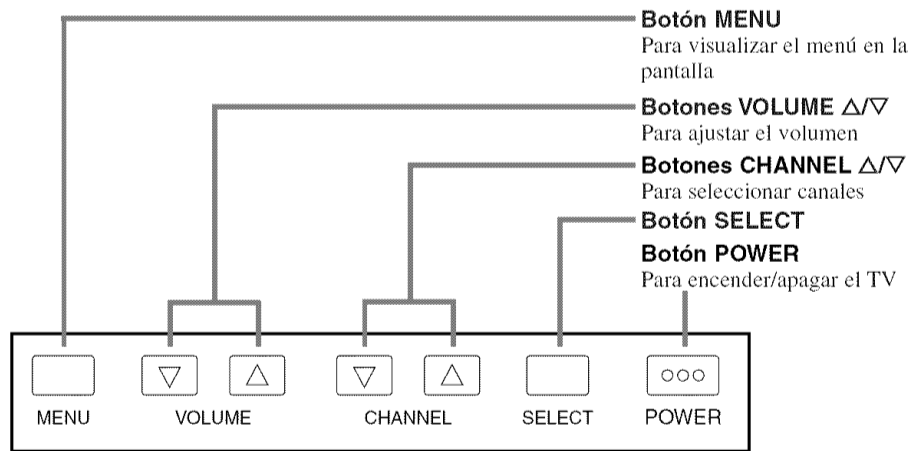 Botón MENU
Para visualizar el menú en la
pantalla
Botones VOLUME △/▽
Para ajustar el volumen
Botones CHANNEL △/▽
Para seleccionar canales
Botón SELECT
Botón POWER
Para encender/apagar el TV
▽ △ ▽ △
MENU VOLUME CHANNEL SELECT POWER